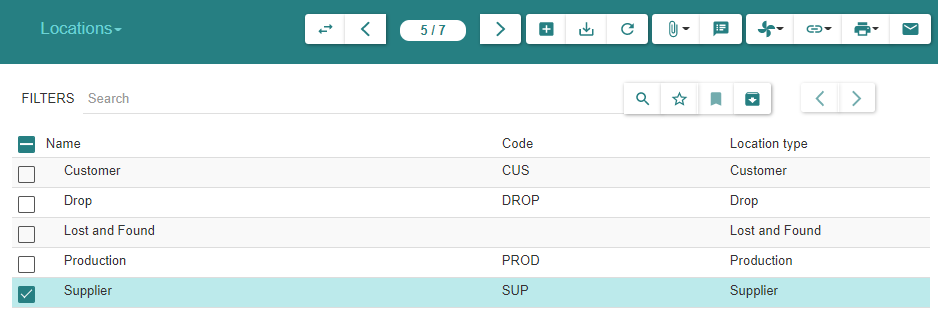 Locations
5 / 7
FILTERS Search
Name Code Location type
Customer CUS Customer
Drop DROP Drop
Lost and Found Lost and Found
Production PROD Production
Supplier SUP Supplier